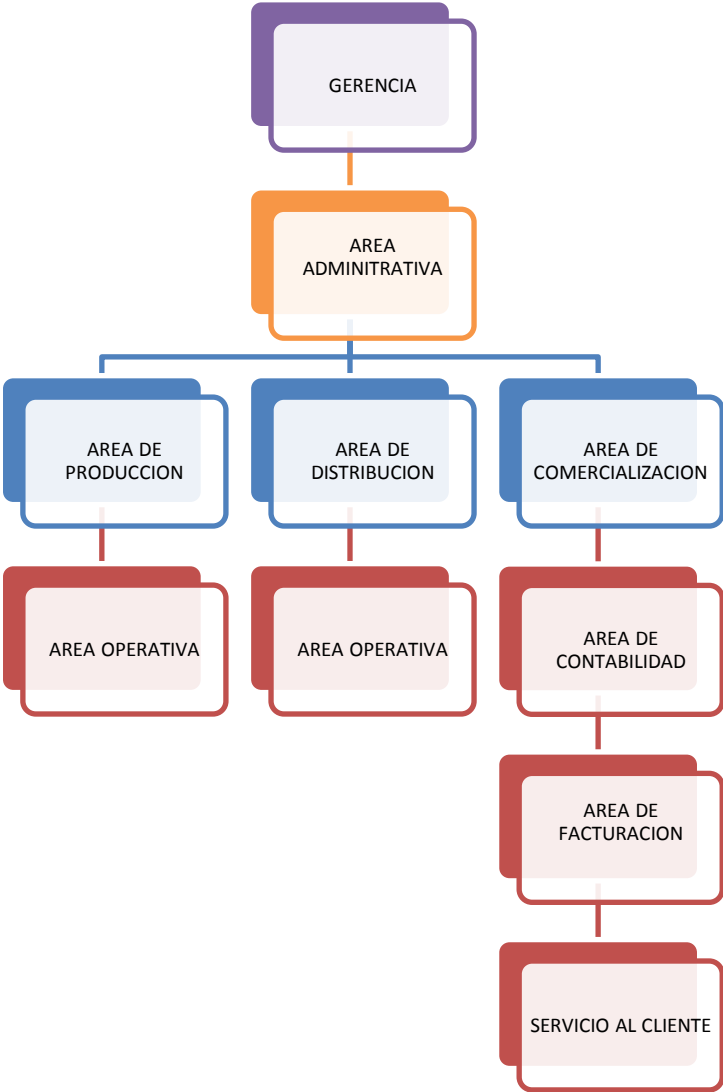 GERENCIA
AREA
ADMINITRATIVA
AREA DE
PRODUCCION
AREA DE
DISTRIBUCION
AREA DE
COMERCIALIZACION
AREA OPERATIVA
AREA OPERATIVA
AREA DE
CONTABILIDAD
AREA DE
FACTURACION
SERVICIO AL CLIENTE